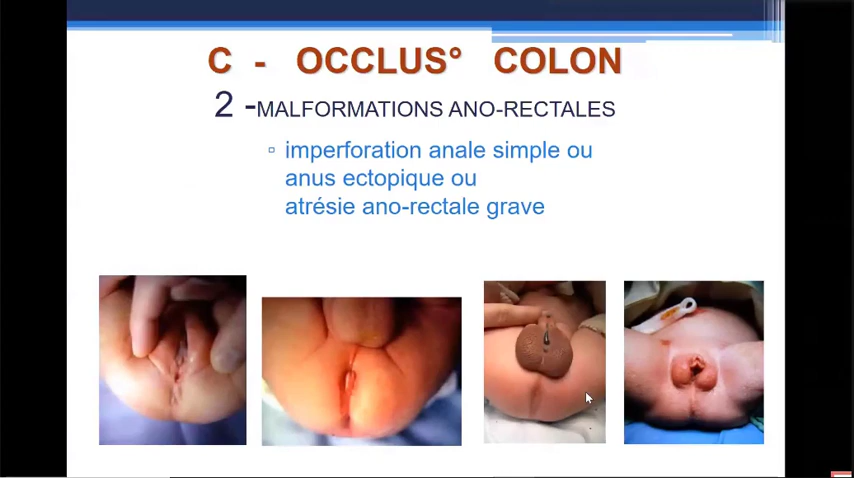 C - OCCLUS° COLON
2 -MALFORMATIONS ANO-RECTALES
imperforation anale simple ou
anus ectopique ou
atrésie ano-rectale grave